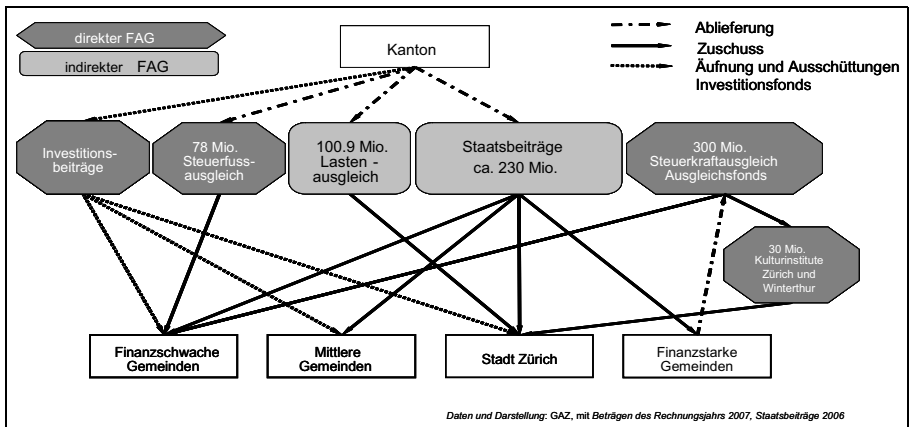 direkter FAG
indirekter FAG
Kanton
Ablieferung
Zuschuss
Äufnung und Ausschüttungen
Investitionsfonds
Investitions-
beiträge
78 Mio.
Steuerfuss-
ausgleich
100.9 Mio.
Lasten -
ausgleich
Staatsbeiträge
ca. 230 Mio.
300 Mio.
Steuerkraftausgleich
Ausgleichsfonds
30 Mio.
Kulturinstitute
Zürich und
Winterthur
Finanzschwache
Gemeinden
Mittlere
Gemeinden
Stadt Zürich
Finanzstarke
Gemeinden
Daten und Darstellung: GAZ, mit Beträgen des Rechnungsjahrs 2007, Staatsbeiträge 2006